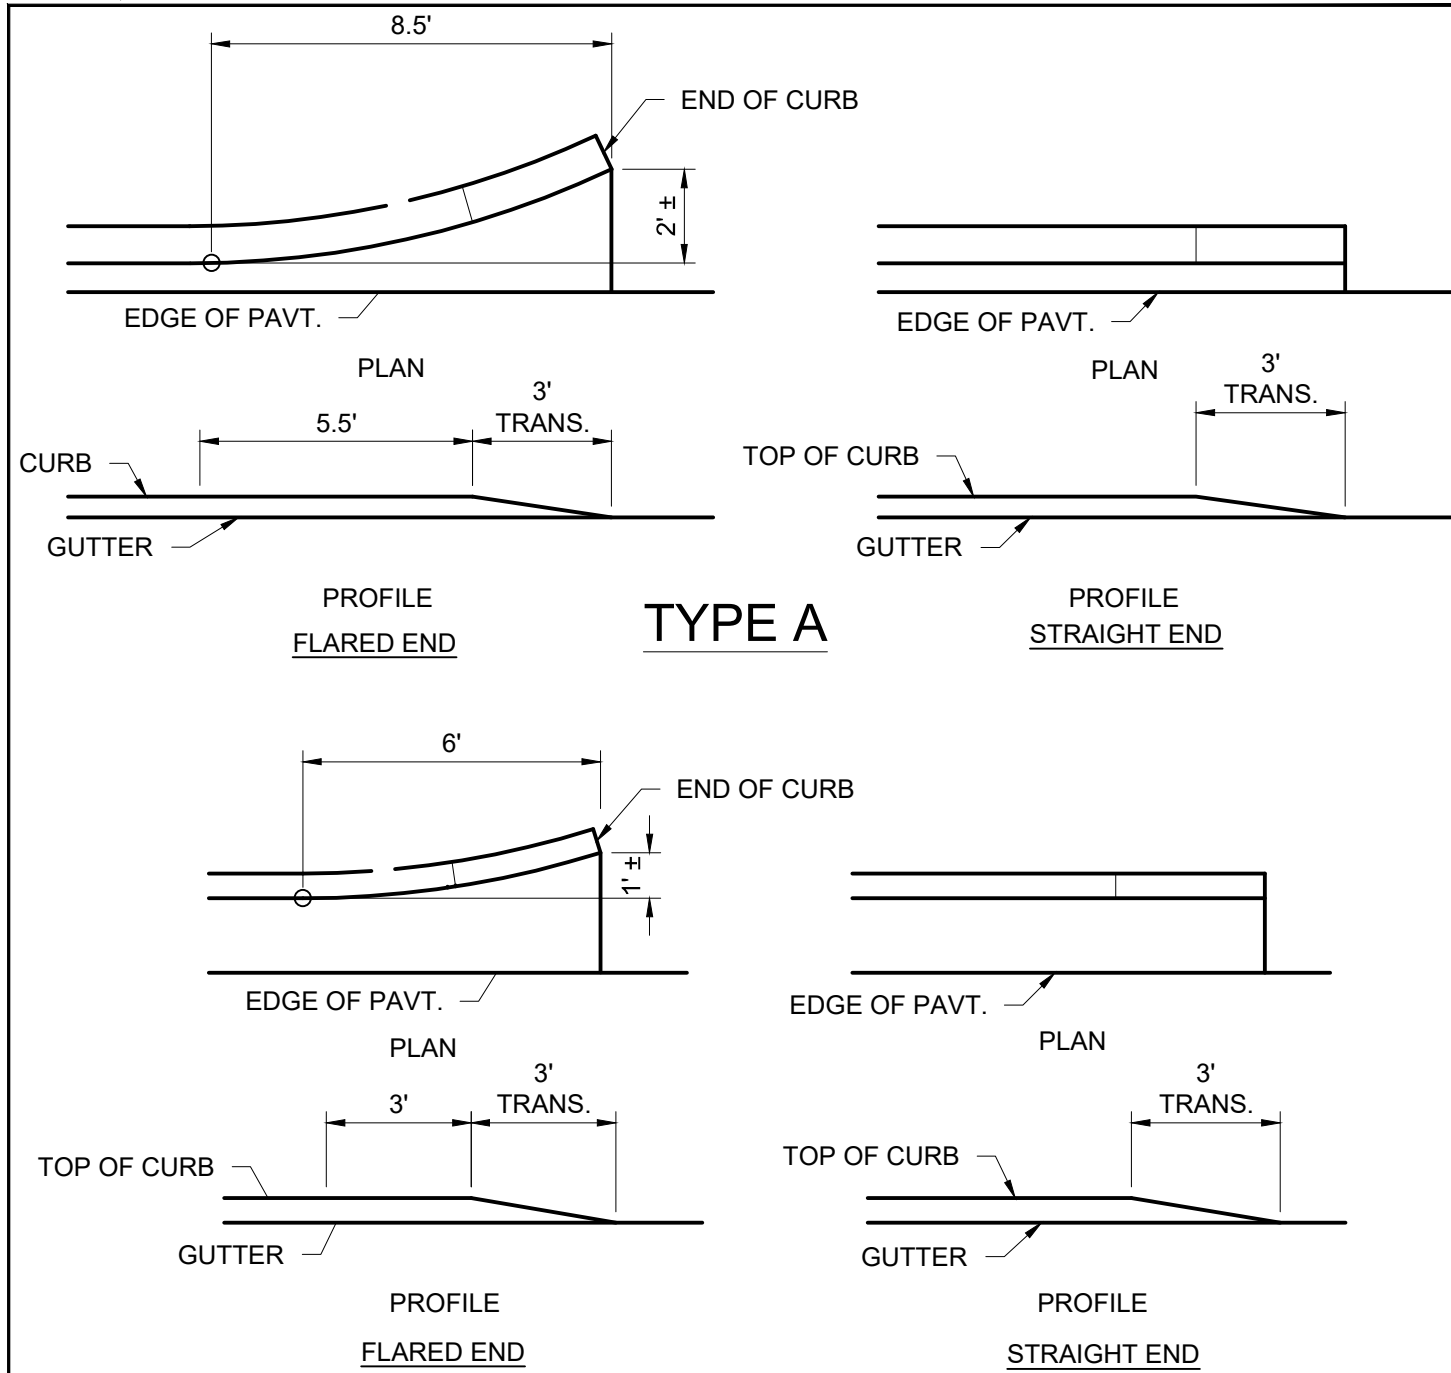 8.5'
END OF CURB
2' ±
EDGE OF PAVT.
PLAN
EDGE OF PAVT.
PLAN
5.5'
3'
TRANS.
CURB
GUTTER
PROFILE
FLARED END
3'
TRANS.
TOP OF CURB
GUTTER
PROFILE
STRAIGHT END
TYPE A
6'
END OF CURB
1' ±
EDGE OF PAVT.
PLAN
EDGE OF PAVT.
PLAN
3'
3'
TRANS.
TOP OF CURB
GUTTER
PROFILE
FLARED END
3'
TRANS.
TOP OF CURB
GUTTER
PROFILE
STRAIGHT END